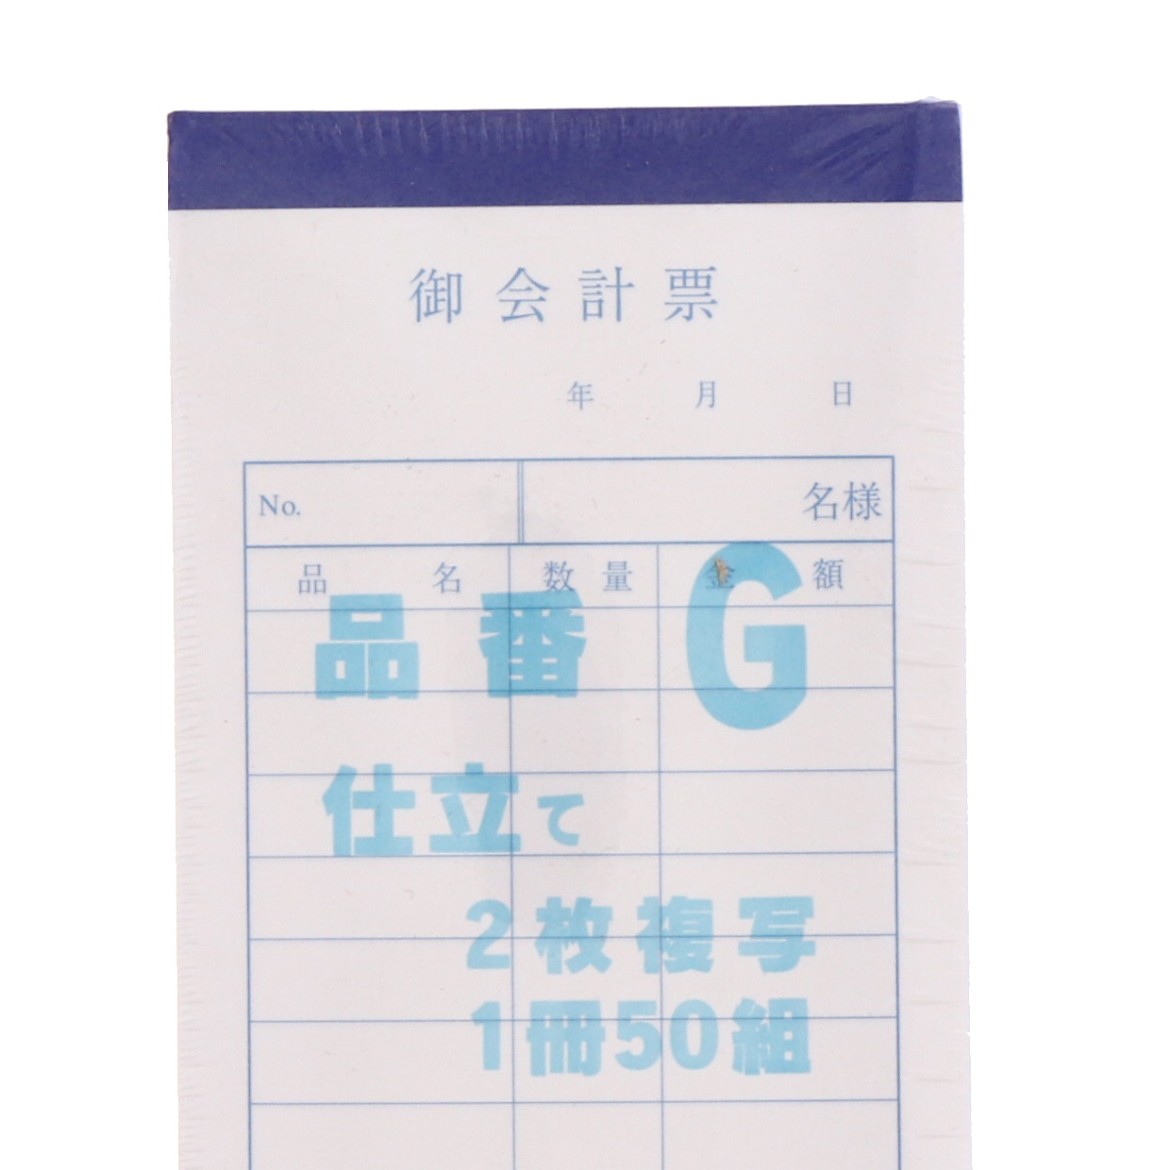 御会計票
年 月 日
No. 名様
品名 数量 金額
品番 G
仕立て
2枚複写
1冊50組